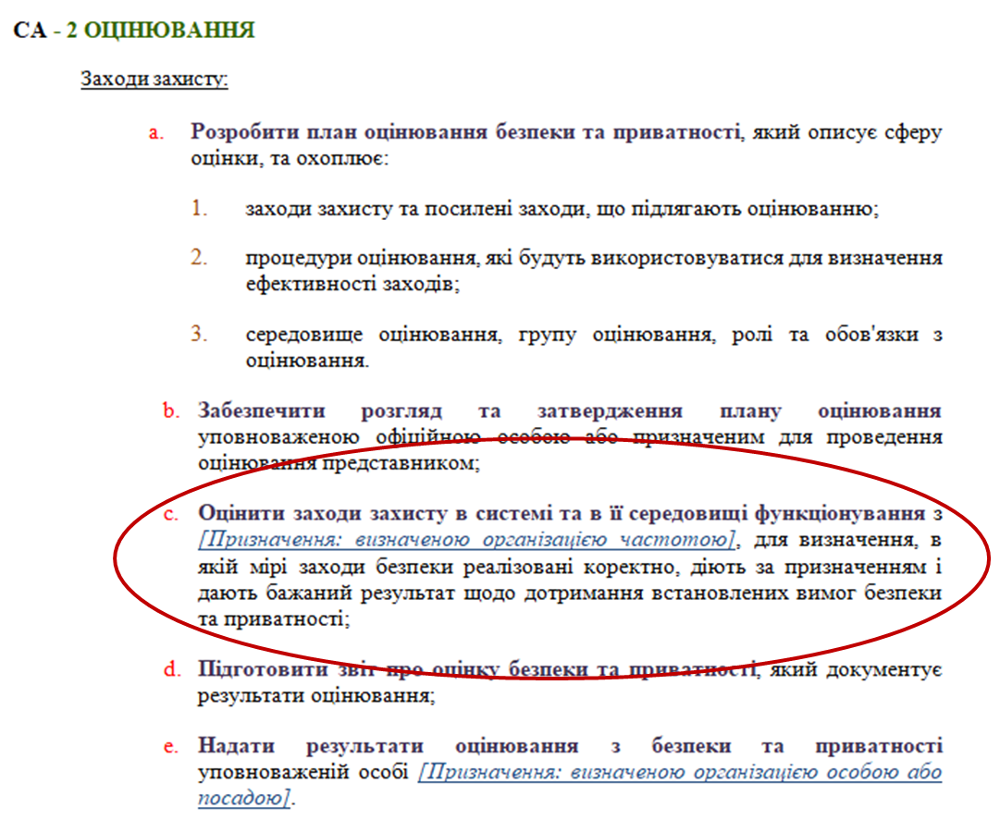 СА - 2 ОЦІНЮВАННЯ
Заходи захисту:
a. Розробити план оцінювання безпеки та приватності, який описує сферу
оцінки, та охоплює:
1. заходи захисту та посилені заходи, що підлягають оцінюванню;
2. процедури оцінювання, які будуть використовуватися для визначення
ефективності заходів;
3. середовище оцінювання, групу оцінювання, ролі та обов'язки з
оцінювання.
b. Забезпечити розгляд та затвердження плану оцінювання
уповноваженою офіційною особою або призначеним для проведення
оцінювання представником;
c. Оцінити заходи захисту в системі та в її середовищі функціонування з
[Призначення: визначеною організацією частотою], для визначення, в
якій мірі заходи безпеки реалізовані коректно, діють за призначенням і
дають бажаний результат щодо дотримання встановлених вимог безпеки
та приватності;
d. Підготовити звіт про оцінку безпеки та приватності, який документує
результати оцінювання;
e. Надати результати оцінювання з безпеки та приватності
уповноваженій особі [Призначення: визначеною організацією особою або
посадою].